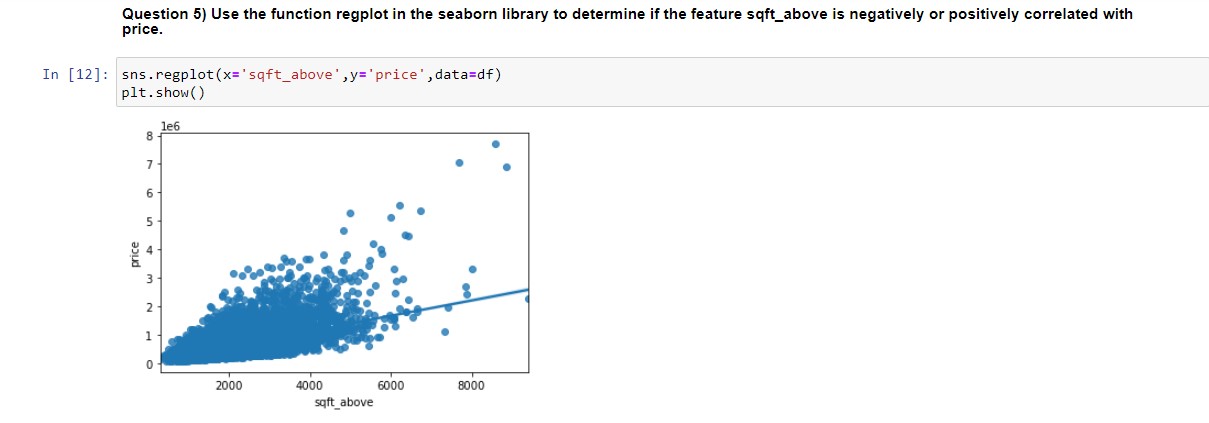 Question 5) Use the function regplot in the seaborn library to determine if the feature sqft_above is negatively or positively correlated with
price.
In [12]: sns.regplot(x='sqft_above',y='price',data=df)
plt.show()
1e6
8
7
6
5
4
3
2
1
0
price
2000 4000 6000 8000
sqft_above